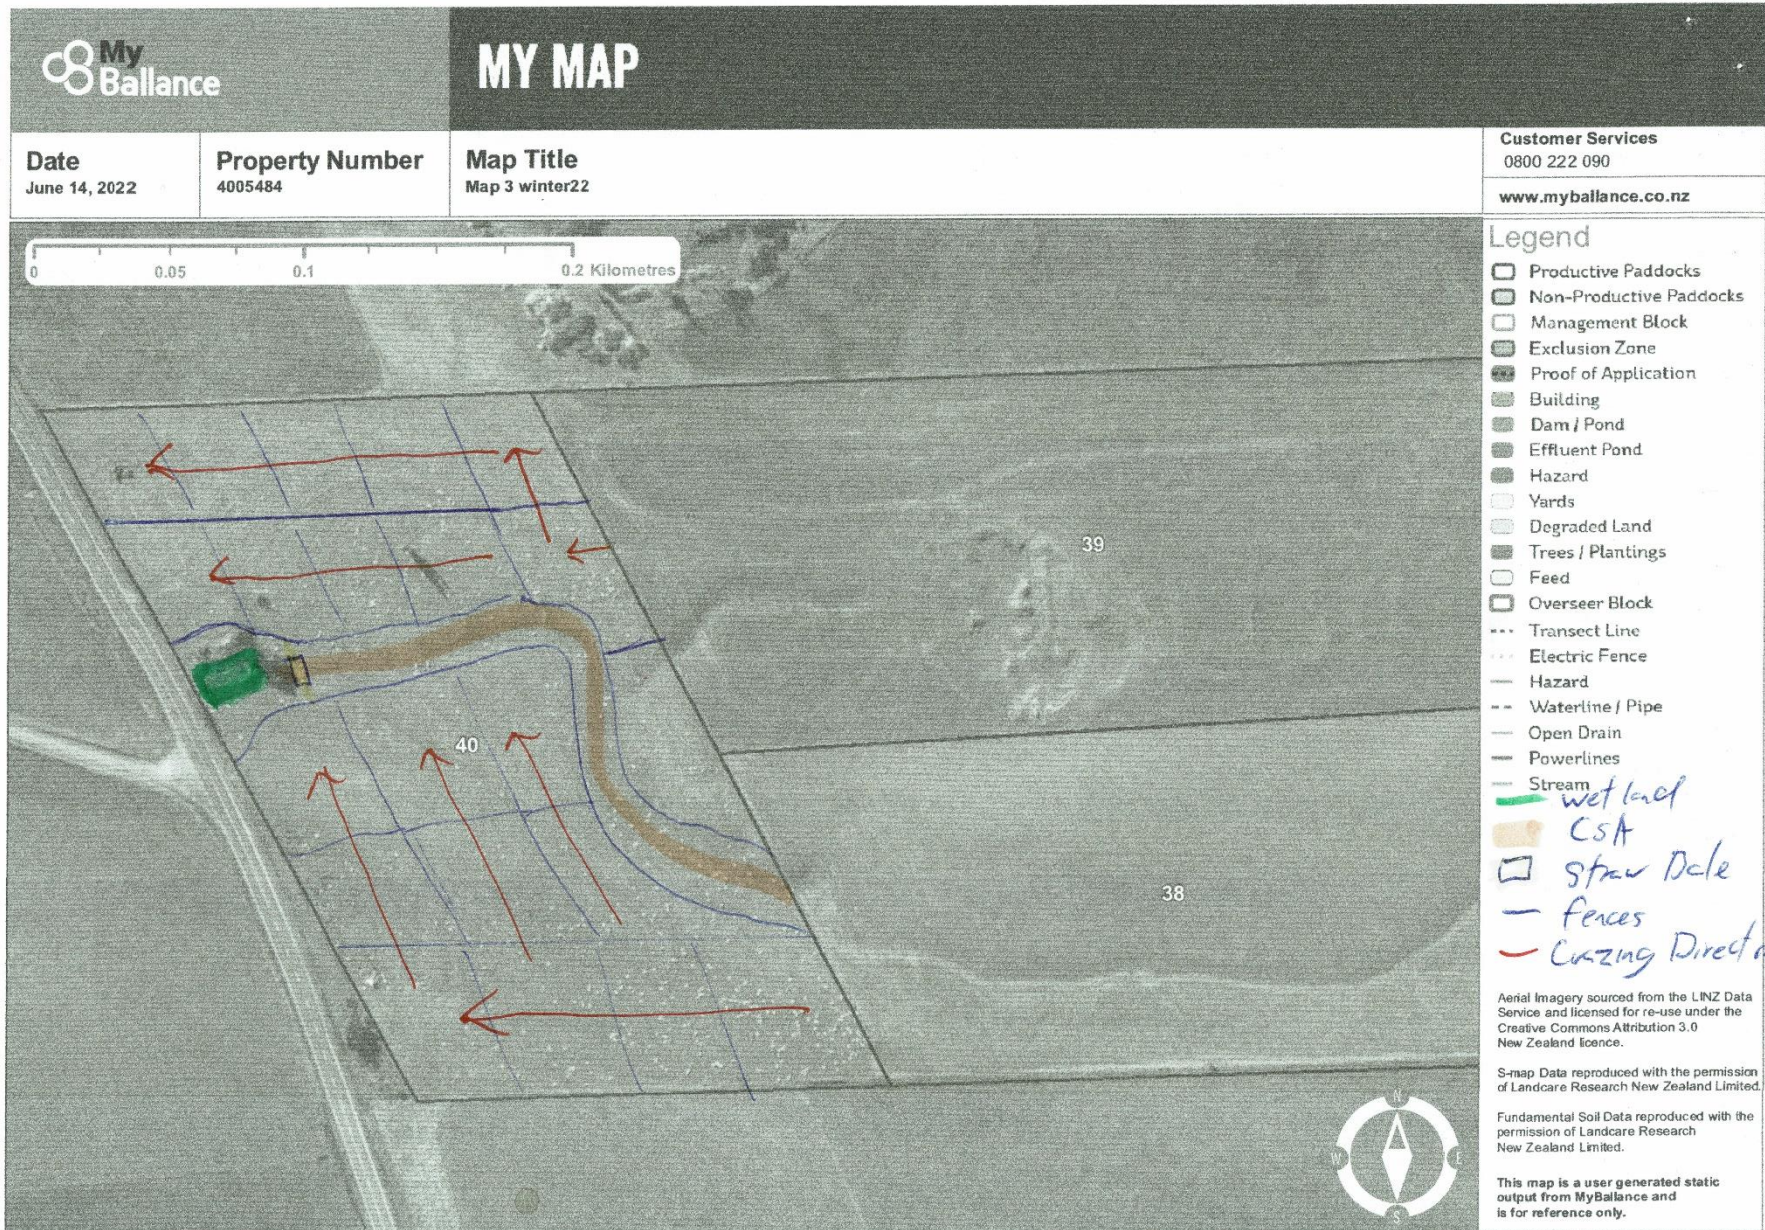 My
Ballance
MY MAP
Date
June 14, 2022
Property Number
4005484
Map Title
Map 3 winter22
Customer Services
0800 222 090
www.myballance.co.nz
0 0.05 0.1 0.2 Kilometres
39
40
38
N
W E
S
Legend
Productive Paddocks
Non-Productive Paddocks
Management Block
Exclusion Zone
Proof of Application
Building
Dam / Pond
Effluent Pond
Hazard
Yards
Degraded Land
Trees / Plantings
Feed
Overseer Block
Transect Line
Electric Fence
Hazard
Waterline / Pipe
Open Drain
Powerlines
Stream
wetland
CSA
Straw Bale
fences
Grazing Direct
Aerial Imagery sourced from the LINZ Data
Service and licensed for re-use under the
Creative Commons Attribution 3.0
New Zealand licence.
S-map Data reproduced with the permission
of Landcare Research New Zealand Limited.
Fundamental Soil Data reproduced with the
permission of Landcare Research
New Zealand Limited.
This map is a user generated static
output from MyBallance and
is for reference only.